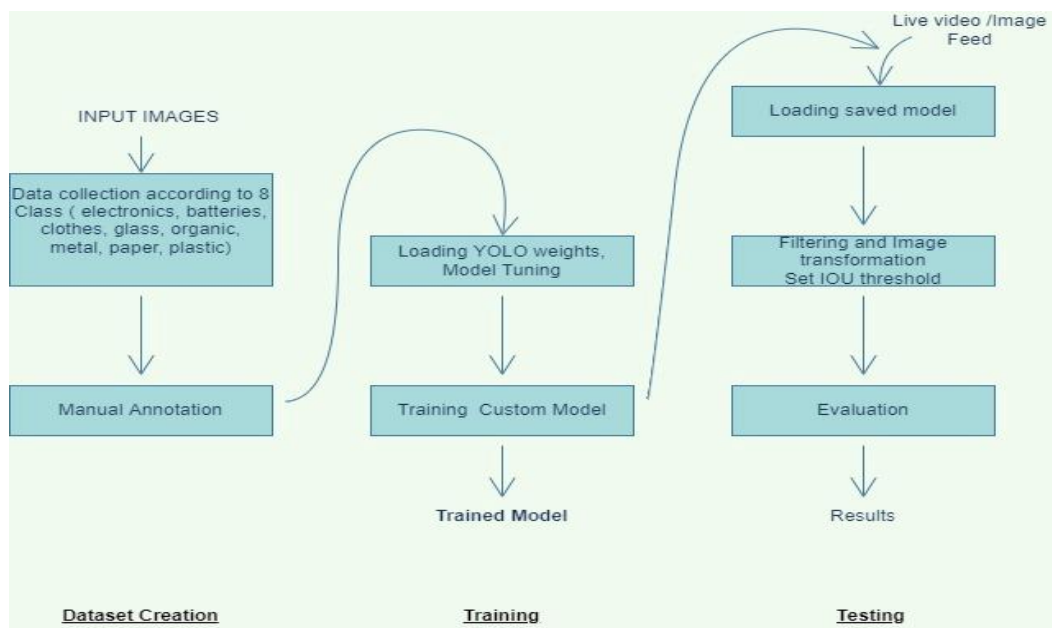 INPUT IMAGES
Data collection according to 8
Class ( electronics, batteries,
clothes, glass, organic,
metal, paper, plastic)
Manual Annotation
Dataset Creation
Loading YOLO weights,
Model Tuning
Training Custom Model
Trained Model
Training
Live video /Image
Feed
Loading saved model
Filtering and Image
transformation
Set IOU threshold
Evaluation
Results
Testing